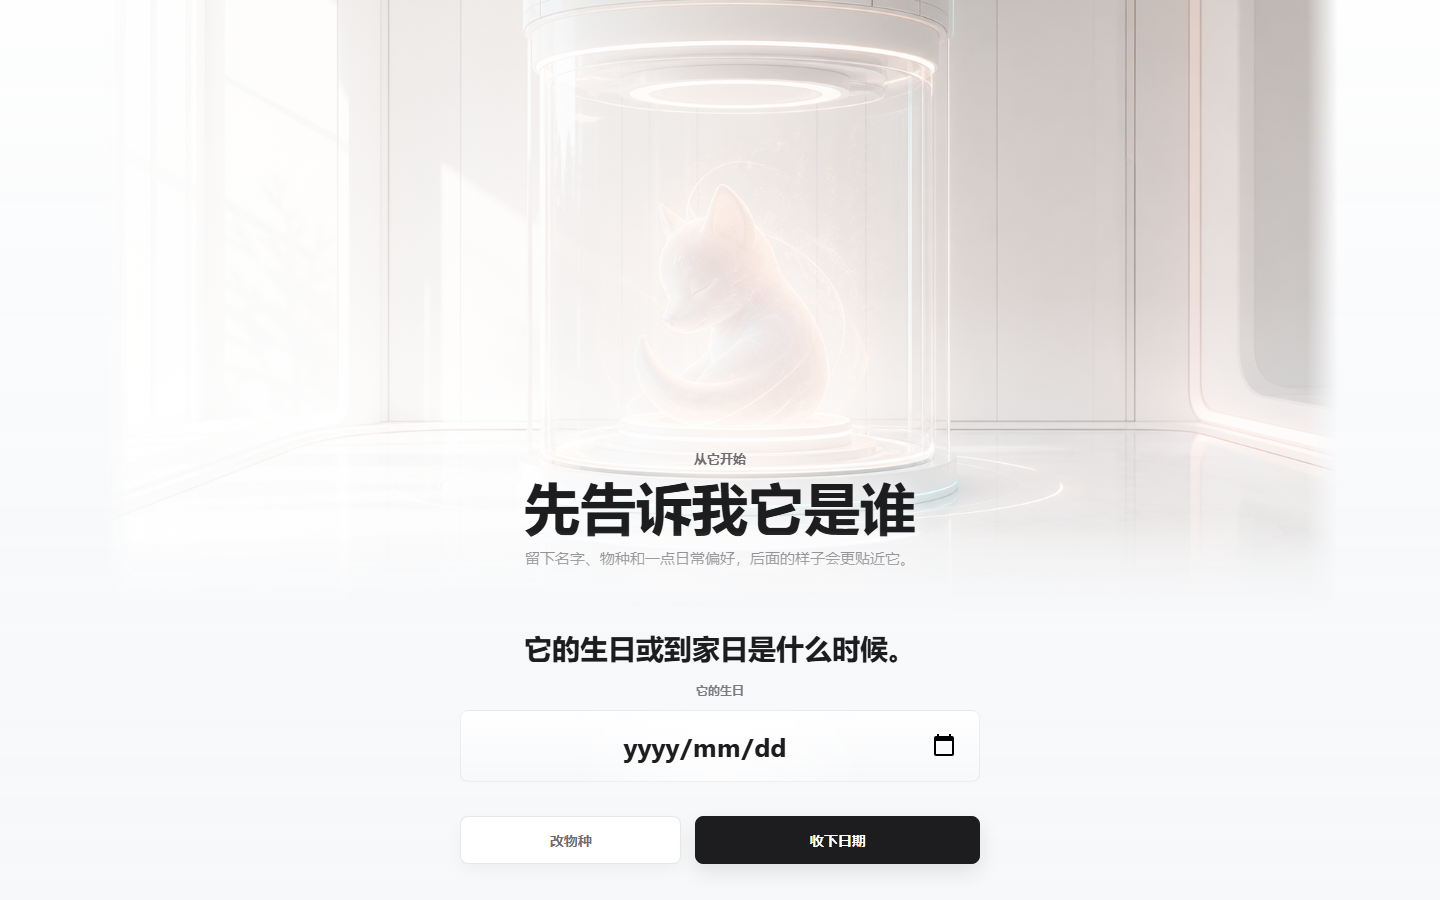 从它开始
先告诉我它是谁
留下名字、物种和一点日常偏好，后面的样子会更贴近它。
它的生日或到家日是什么时候。
它的生日
yyyy/mm/dd
改物种
收下日期